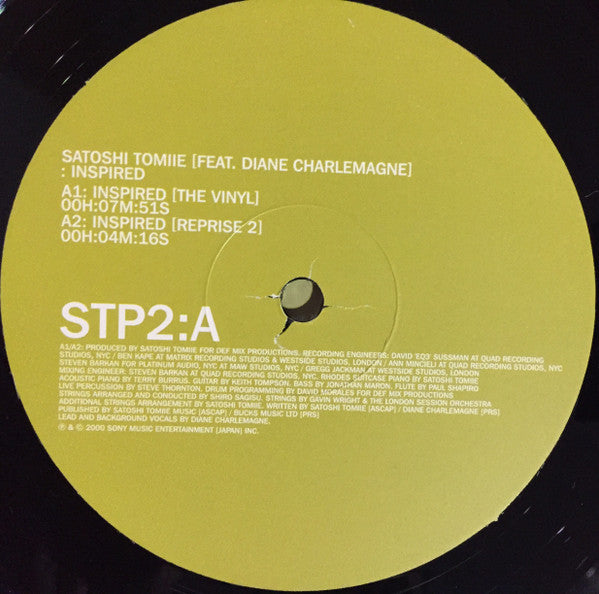 SATOSHI TOMIIE [FEAT. DIANE CHARLEMAGNE]
: INSPIRED
A1: INSPIRED [THE VINYL]
00H:07M:51S
A2: INSPIRED [REPRISE 2]
00H:04M:16S
STP2:A
A1/A2: PRODUCED BY SATOSHI TOMIIE FOR DEF MIX PRODUCTIONS. RECORDING ENGINEERS: DAVID 'EQ3' SUSSMAN AT QUAD RECORDING
STUDIOS, NYC / BEN KAPE AT MATRIX RECORDING STUDIOS & WESTSIDE STUDIOS, LONDON / ANN MINCIELI AT QUAD RECORDING STUDIOS, NYC
STEVEN BARKAN FOR PLATINUM AUDIO, NYC AT MAW STUDIOS, NYC / GREGG JACKMAN AT WESTSIDE STUDIOS, LONDON
MIXING ENGINEER: STEVEN BARKAN AT QUAD RECORDING STUDIOS, NYC. RHODES SUITCASE PIANO BY SATOSHI TOMIIE
ACOUSTIC PIANO BY TERRY BURRUS. GUITAR BY KEITH TOMPSON. BASS BY JONATHAN MARON. FLUTE BY PAUL SHAPIRO
LIVE PERCUSSION BY STEVE THORNTON. DRUM PROGRAMMING BY DAVID MORALES FOR DEF MIX PRODUCTIONS
STRINGS ARRANGED AND CONDUCTED BY SHIRO SAGISU. STRINGS BY GAVIN WRIGHT & THE LONDON SESSION ORCHESTRA
ADDITIONAL STRINGS ARRANGEMENT BY SATOSHI TOMIIE. WRITTEN BY SATOSHI TOMIIE [ASCAP] / DIANE CHARLEMAGNE [PRS]
PUBLISHED BY SATOSHI TOMIIE MUSIC [ASCAP] / BUCKS MUSIC LTD [PRS]
LEAD AND BACKGROUND VOCALS BY DIANE CHARLEMAGNE.
℗ & © 2000 SONY MUSIC ENTERTAINMENT [JAPAN] INC.